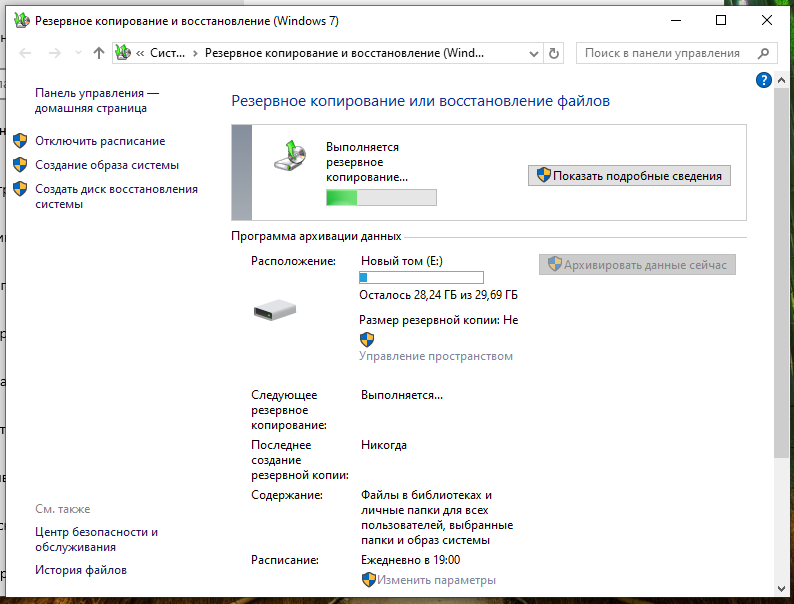 Резервное копирование и восстановление (Windows 7)
« Сист... › Резервное копирование и восстановление (Wind...
Поиск в панели управления
Панель управления —
домашняя страница
Отключить расписание
Создание образа системы
Создать диск восстановления
системы
Резервное копирование или восстановление файлов
Выполняется
резервное
копирование...
Показать подробные сведения
Программа архивации данных
Расположение:
Новый том (E:)
Архивировать данные сейчас
Осталось 28,24 ГБ из 29,69 ГБ
Размер резервной копии: Не
Управление пространством
Следующее
резервное
копирование:
Выполняется...
Последнее
создание
резервной копии:
Никогда
Содержание:
Файлы в библиотеках и
личные папки для всех
пользователей, выбранные
папки и образ системы
Расписание:
Ежедневно в 19:00
Изменить параметры
См. также
Центр безопасности и
обслуживания
История файлов